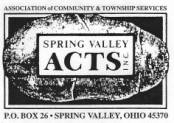 ASSOCIATION of COMMUNITY & TOWNSHIP SERVICES
SPRING VALLEY
ACTS
INC.
P.O. BOX 26 • SPRING VALLEY, OHIO 45370